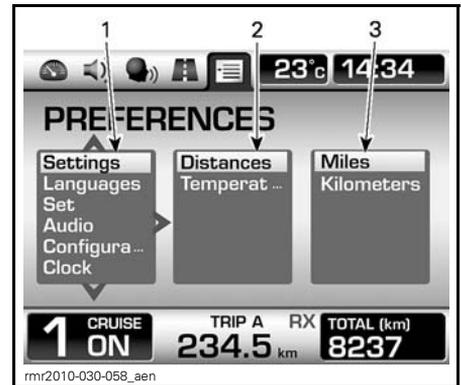 1 2 3
23°c 14:34
PREFERENCES
Settings
Languages
Set
Audio
Configura ...
Clock
Distances
Temperat ...
Miles
Kilometers
1 CRUISE ON
TRIP A
234.5 km
RX
TOTAL (km)
8237
rmr2010-030-058_aen